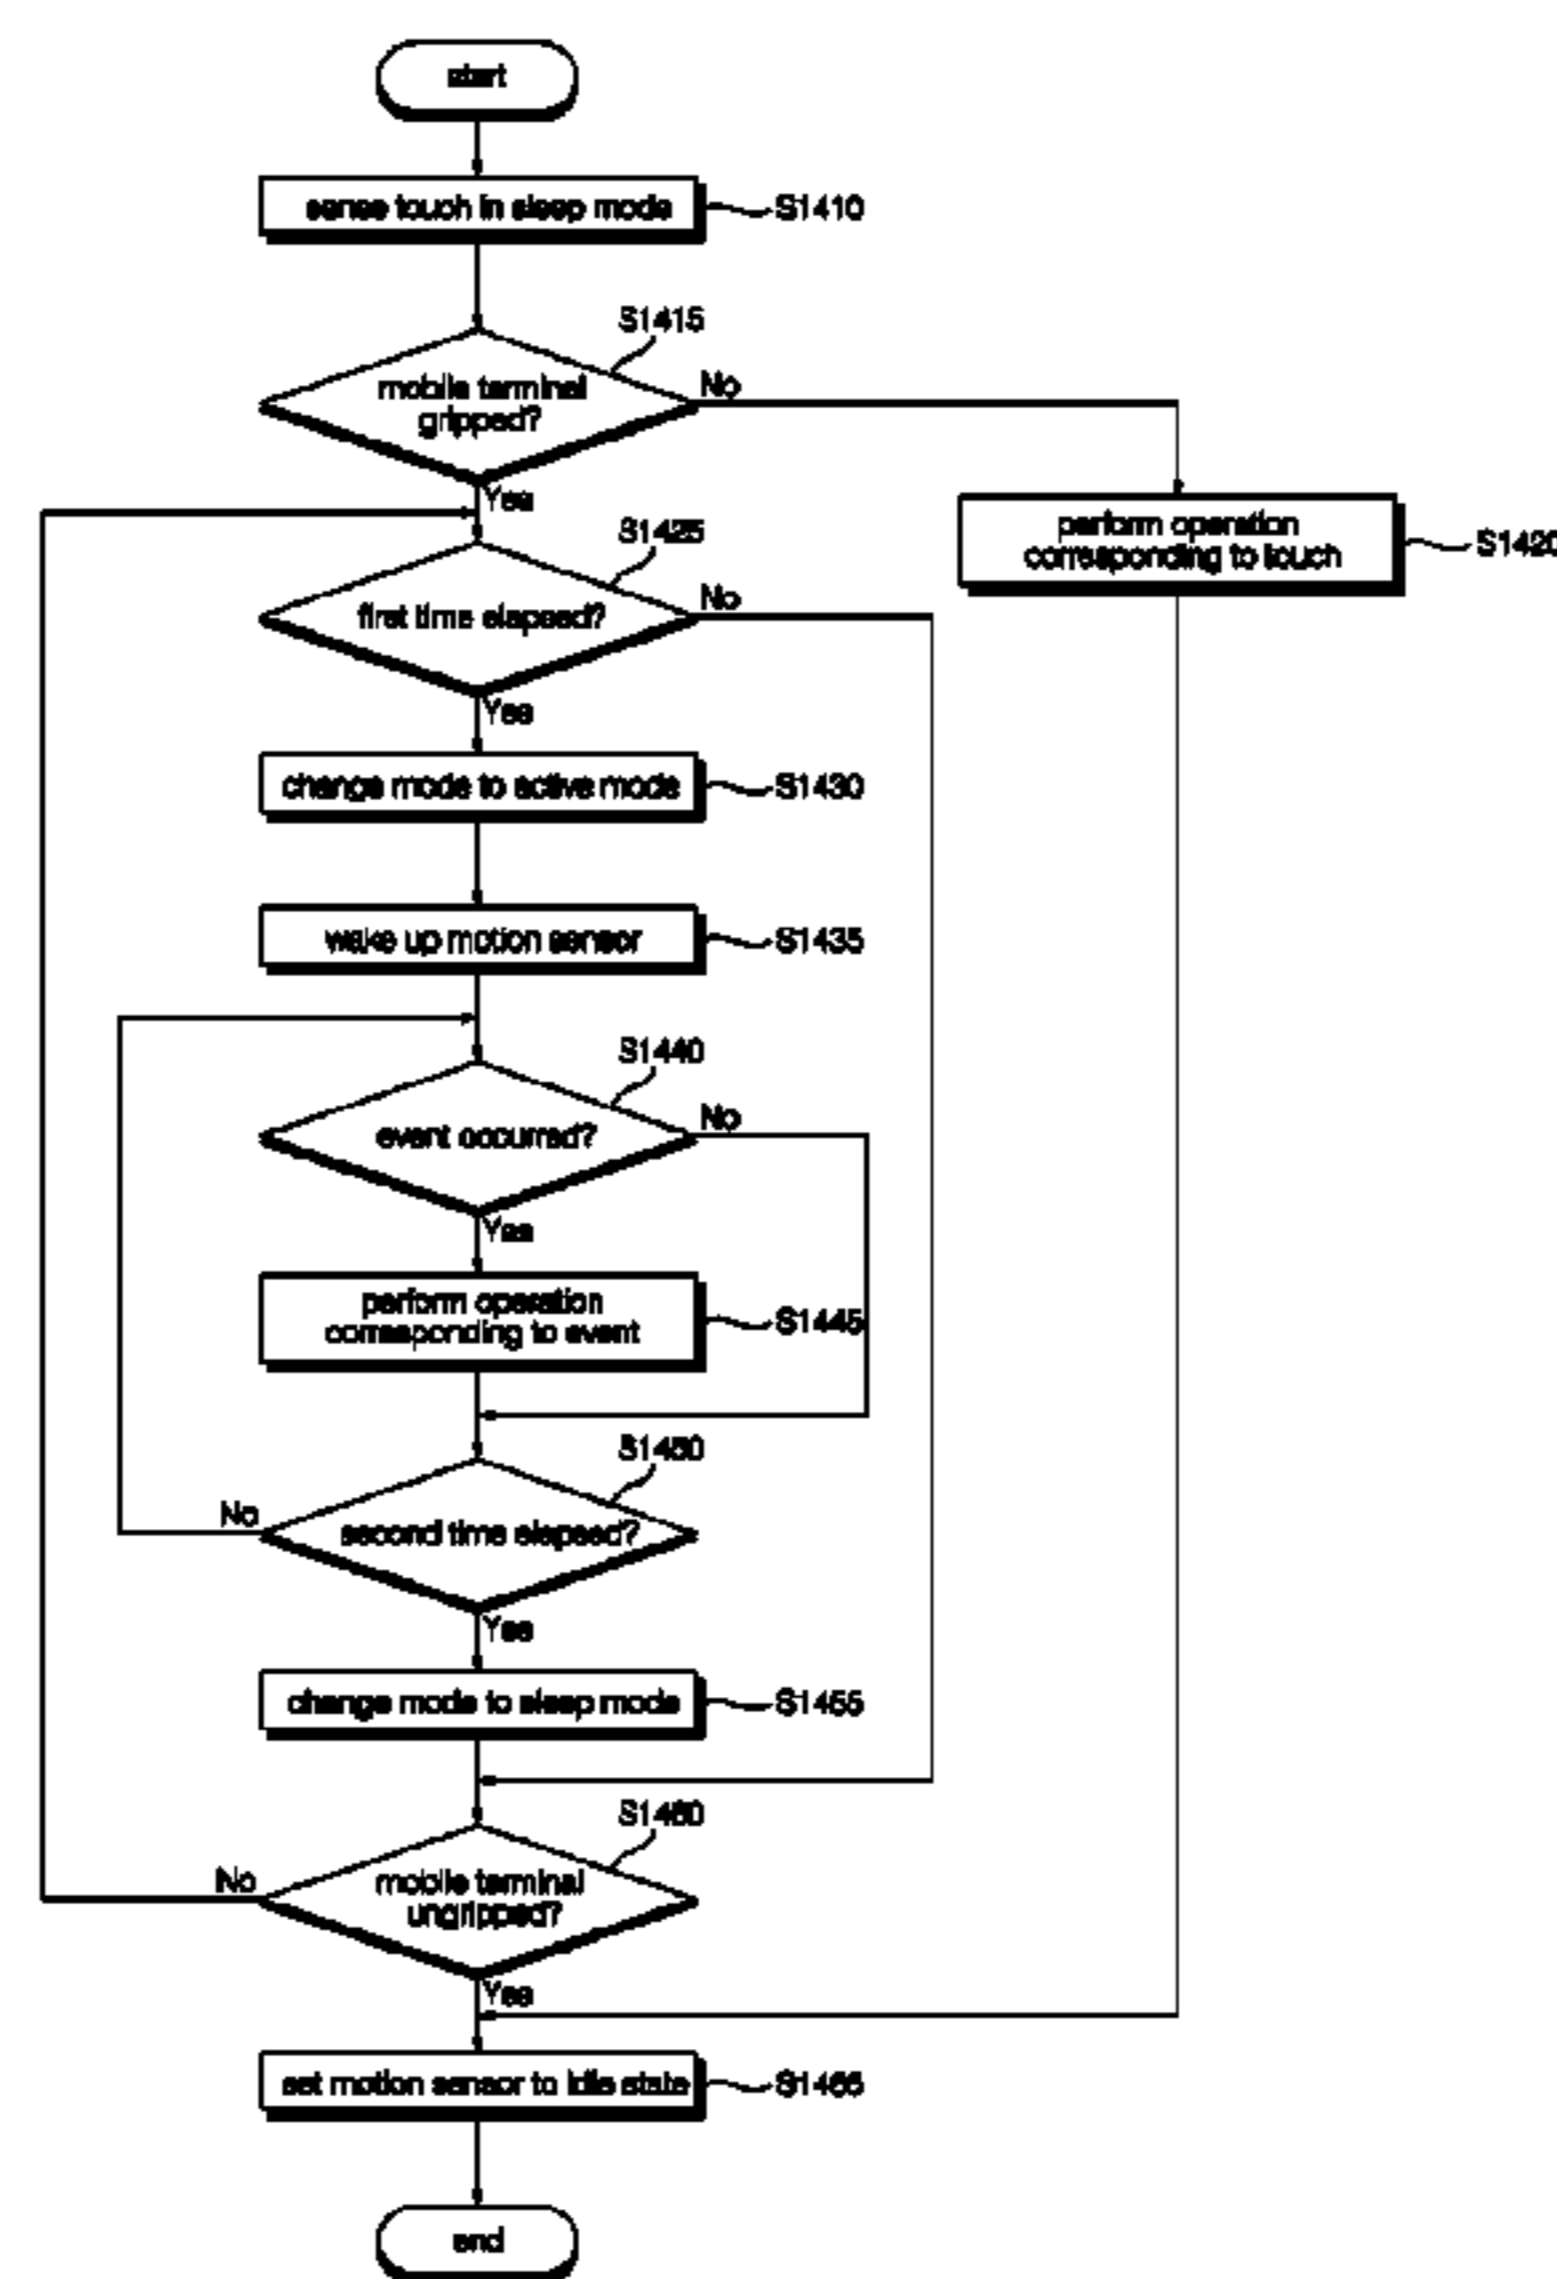 start
sense touch in sleep mode
S1410
S1415
mobile terminal
gripped?
No
Yes
perform operation
corresponding to touch
S1420
S1425
first time elapsed?
No
Yes
change mode to active mode
S1430
wake up motion sensor
S1435
S1440
event occurred?
No
Yes
perform operation
corresponding to event
S1445
S1450
second time elapsed?
No
Yes
change mode to sleep mode
S1455
S1460
mobile terminal
ungripped?
No
Yes
set motion sensor to idle state
S1465
end